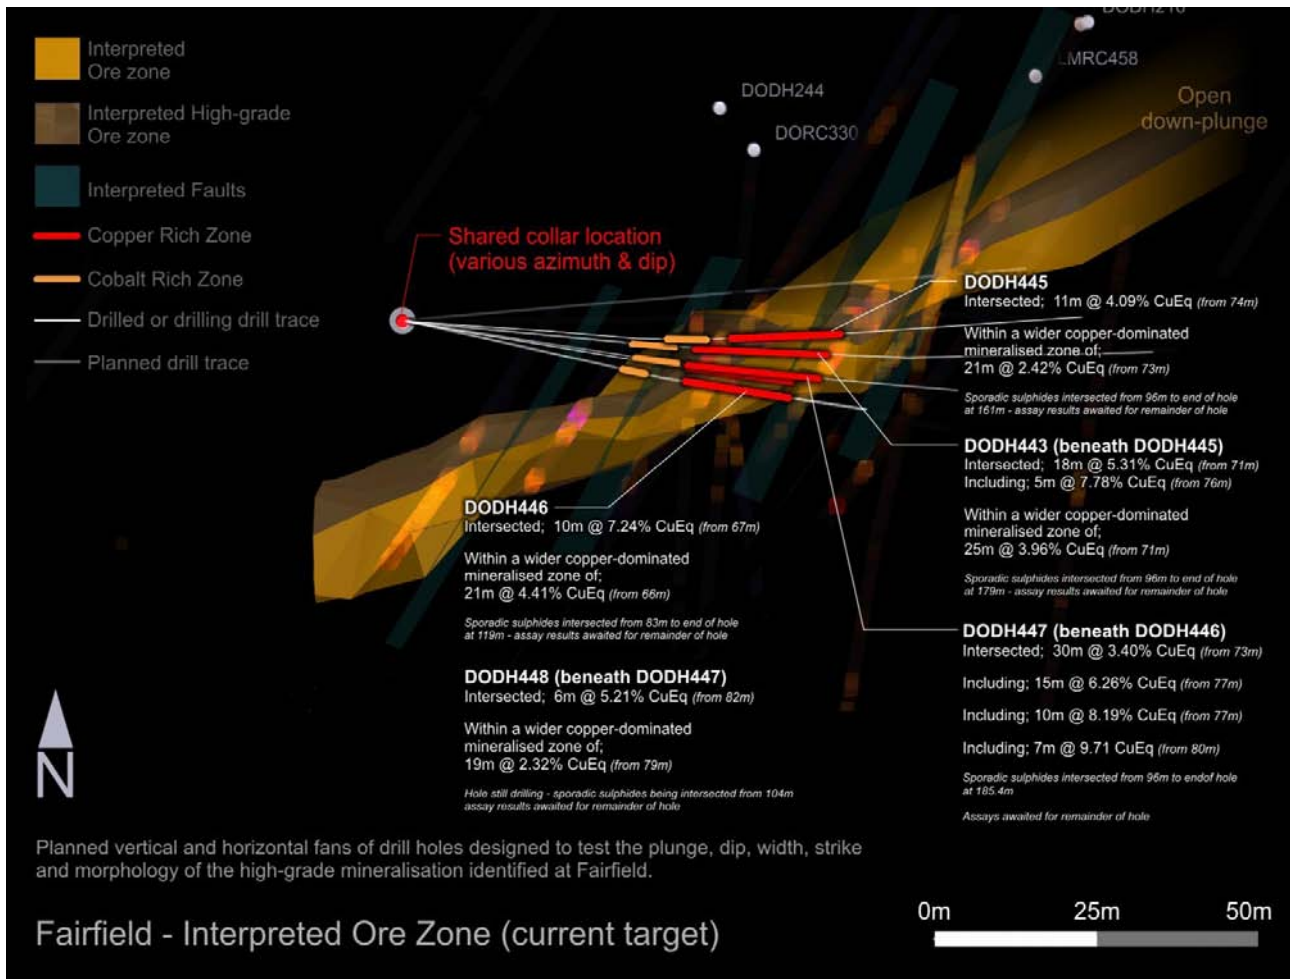 Interpreted
Ore zone
Interpreted High-grade
Ore zone
Interpreted Faults
Copper Rich Zone
Cobalt Rich Zone
Drilled or drilling drill trace
Planned drill trace
DODH244
DORC330
LMRC458
Open
down-plunge
Shared collar location
(various azimuth & dip)
DODH445
Intersected; 11m @ 4.09% CuEq (from 74m)
Within a wider copper-dominated
mineralised zone of;
21m @ 2.42% CuEq (from 73m)
Sporadic sulphides intersected from 96m to end of hole
at 161m - assay results awaited for remainder of hole
DODH443 (beneath DODH445)
Intersected; 18m @ 5.31% CuEq (from 71m)
Including; 5m @ 7.78% CuEq (from 76m)
Within a wider copper-dominated
mineralised zone of;
25m @ 3.96% CuEq (from 71m)
Sporadic sulphides intersected from 96m to end of hole
at 179m - assay results awaited for remainder of hole
DODH446
Intersected; 10m @ 7.24% CuEq (from 67m)
Within a wider copper-dominated
mineralised zone of;
21m @ 4.41% CuEq (from 66m)
Sporadic sulphides intersected from 83m to end of hole
at 119m - assay results awaited for remainder of hole
DODH447 (beneath DODH446)
Intersected; 30m @ 3.40% CuEq (from 73m)
Including; 15m @ 6.26% CuEq (from 77m)
Including; 10m @ 8.19% CuEq (from 77m)
Including; 7m @ 9.71 CuEq (from 80m)
Sporadic sulphides intersected from 96m to endof hole
at 185.4m
Assays awaited for remainder of hole
DODH448 (beneath DODH447)
Intersected; 6m @ 5.21% CuEq (from 82m)
Within a wider copper-dominated
mineralised zone of;
19m @ 2.32% CuEq (from 79m)
Hole still drilling - sporadic sulphides being intersected from 104m
assay results awaited for remainder of hole
N
Planned vertical and horizontal fans of drill holes designed to test the plunge, dip, width, strike
and morphology of the high-grade mineralisation identified at Fairfield.
Fairfield - Interpreted Ore Zone (current target)
0m 25m 50m